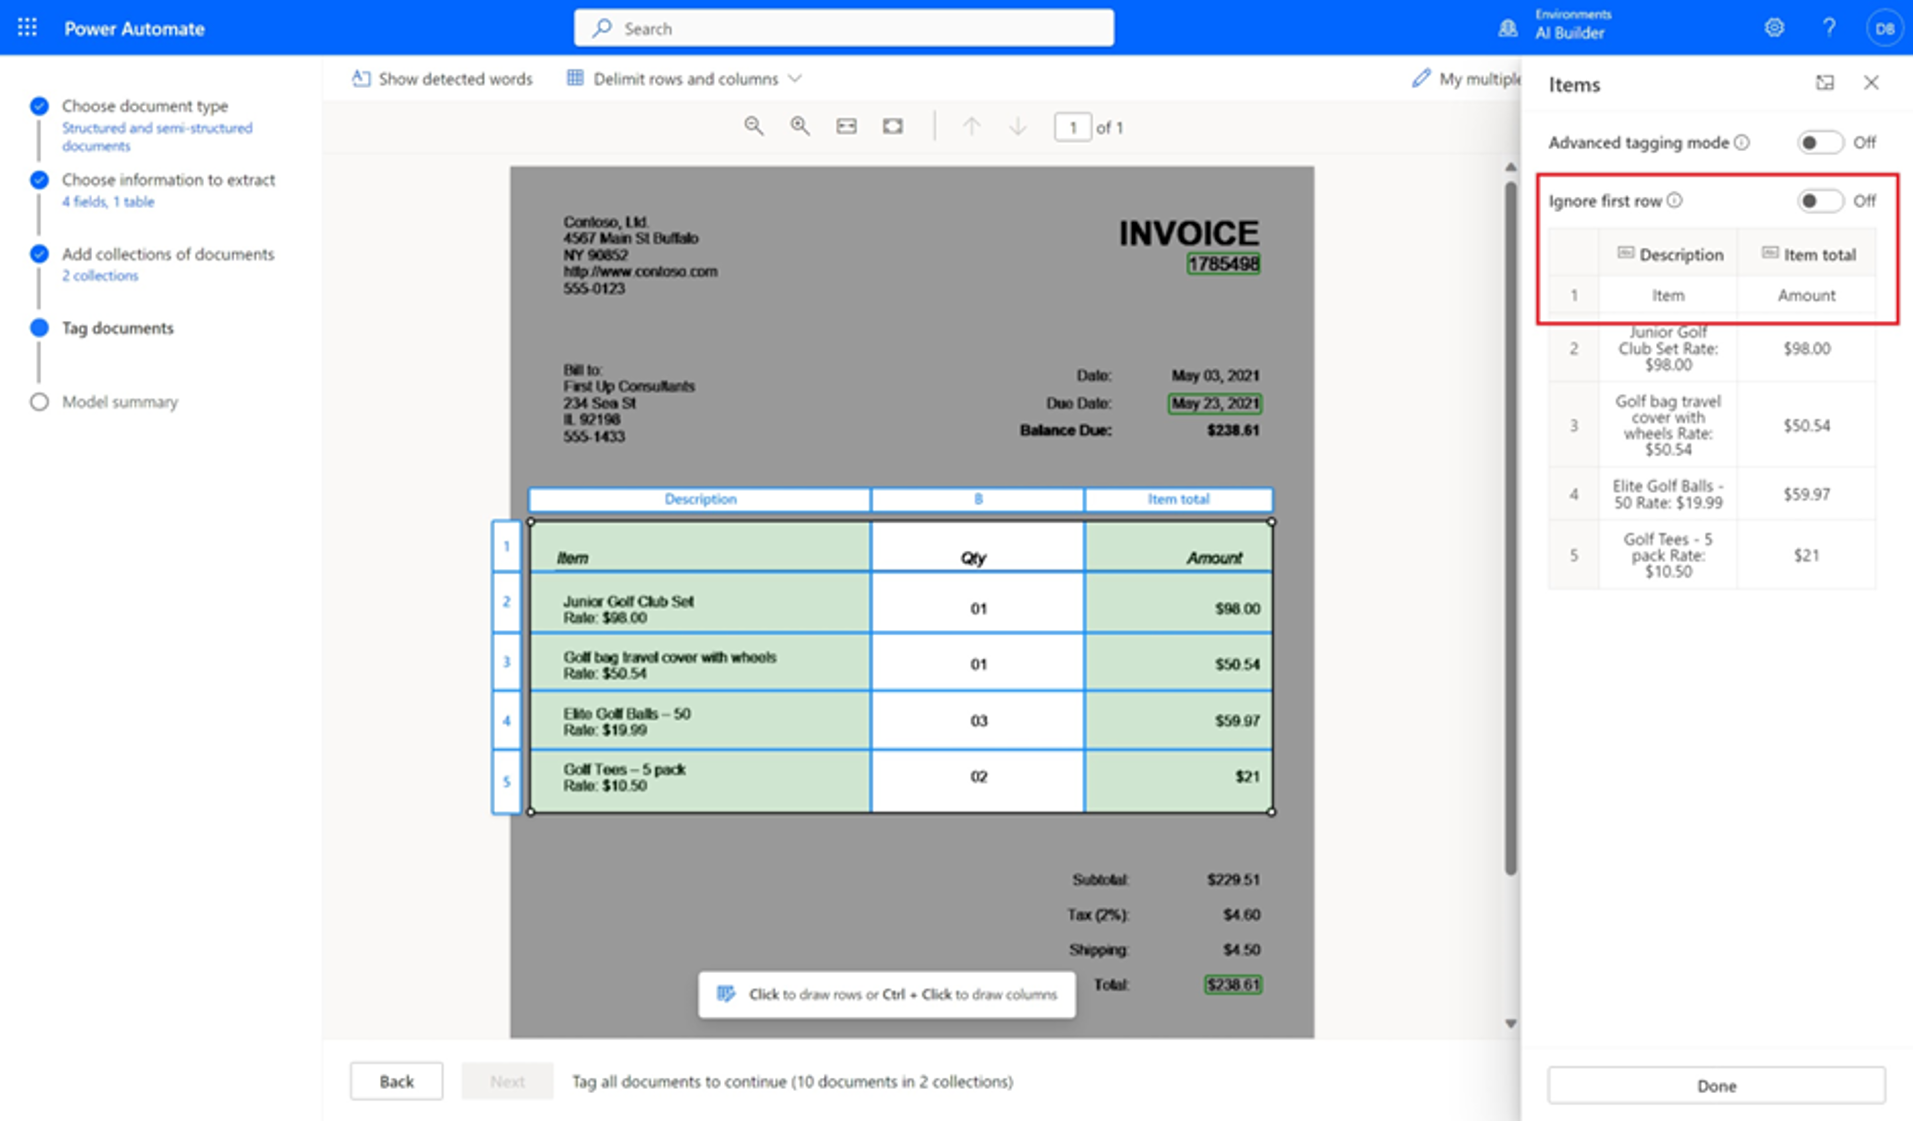 Power Automate
Search
Environments
AI Builder
?
DB
Choose document type
Structured and semi-structured
documents
Choose information to extract
4 fields, 1 table
Add collections of documents
2 collections
Tag documents
Model summary
Show detected words
Delimit rows and columns
My multiple
1 of 1
Contoso, Ltd.
4567 Main St Buffalo
NY 90852
http://www.contoso.com
555-0123
INVOICE
1785498
Bill to:
First Up Consultants
234 Sea St
IL 92198
555-1433
Date: May 03, 2021
Due Date: May 23, 2021
Balance Due: $238.61
Description B Item total
1 Item Qty Amount
2 Junior Golf Club Set 01 $98.00
Rate: $98.00
3 Golf bag travel cover with wheels 01 $50.54
Rate: $50.54
4 Elite Golf Balls – 50 03 $59.97
Rate: $19.99
5 Golf Tees – 5 pack 02 $21
Rate: $10.50
Subtotal: $229.51
Tax (2%): $4.60
Shipping: $4.50
Total: $238.61
Click to draw rows or Ctrl + Click to draw columns
Back
Next
Tag all documents to continue (10 documents in 2 collections)
Items
Advanced tagging mode Off
Ignore first row Off
Abc Description Abc Item total
1 Item Amount
Junior Golf
2 Club Set Rate: $98.00
$98.00
Golf bag travel
cover with
3 wheels Rate: $50.54
$50.54
4 Elite Golf Balls - $59.97
50 Rate: $19.99
Golf Tees - 5
5 pack Rate: $21
$10.50
Done